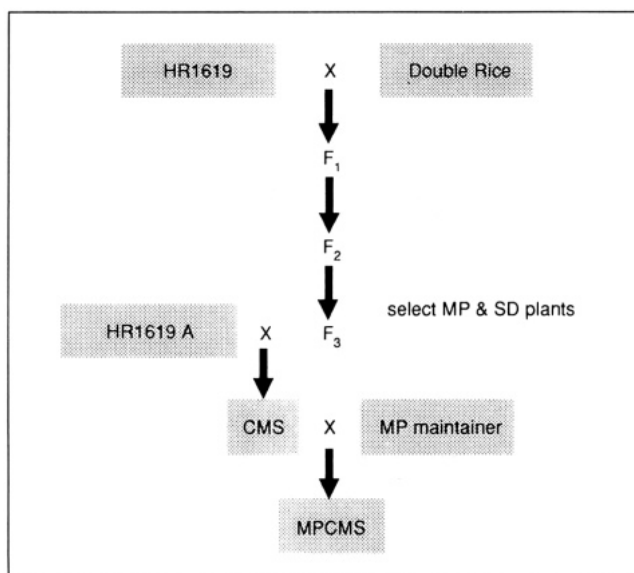 HR1619 X Double Rice
F1
F2
select MP & SD plants
HR1619 A X F3
CMS X MP maintainer
MPCMS